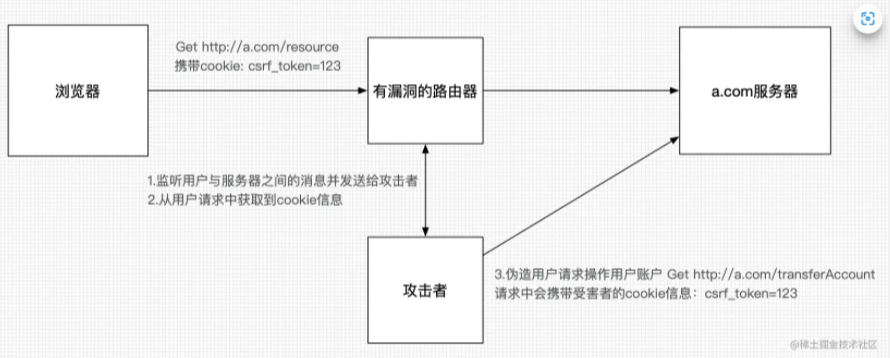 Get http://a.com/resource
携带cookie: csrf_token=123
浏览器
有漏洞的路由器
a.com服务器
1.监听用户与服务器之间的消息并发送给攻击者
2.从用户请求中获取到cookie信息
攻击者
3.伪造用户请求操作用户账户 Get http://a.com/transferAccount
请求中会携带受害者的cookie信息：csrf_token=123
@稀土掘金技术社区